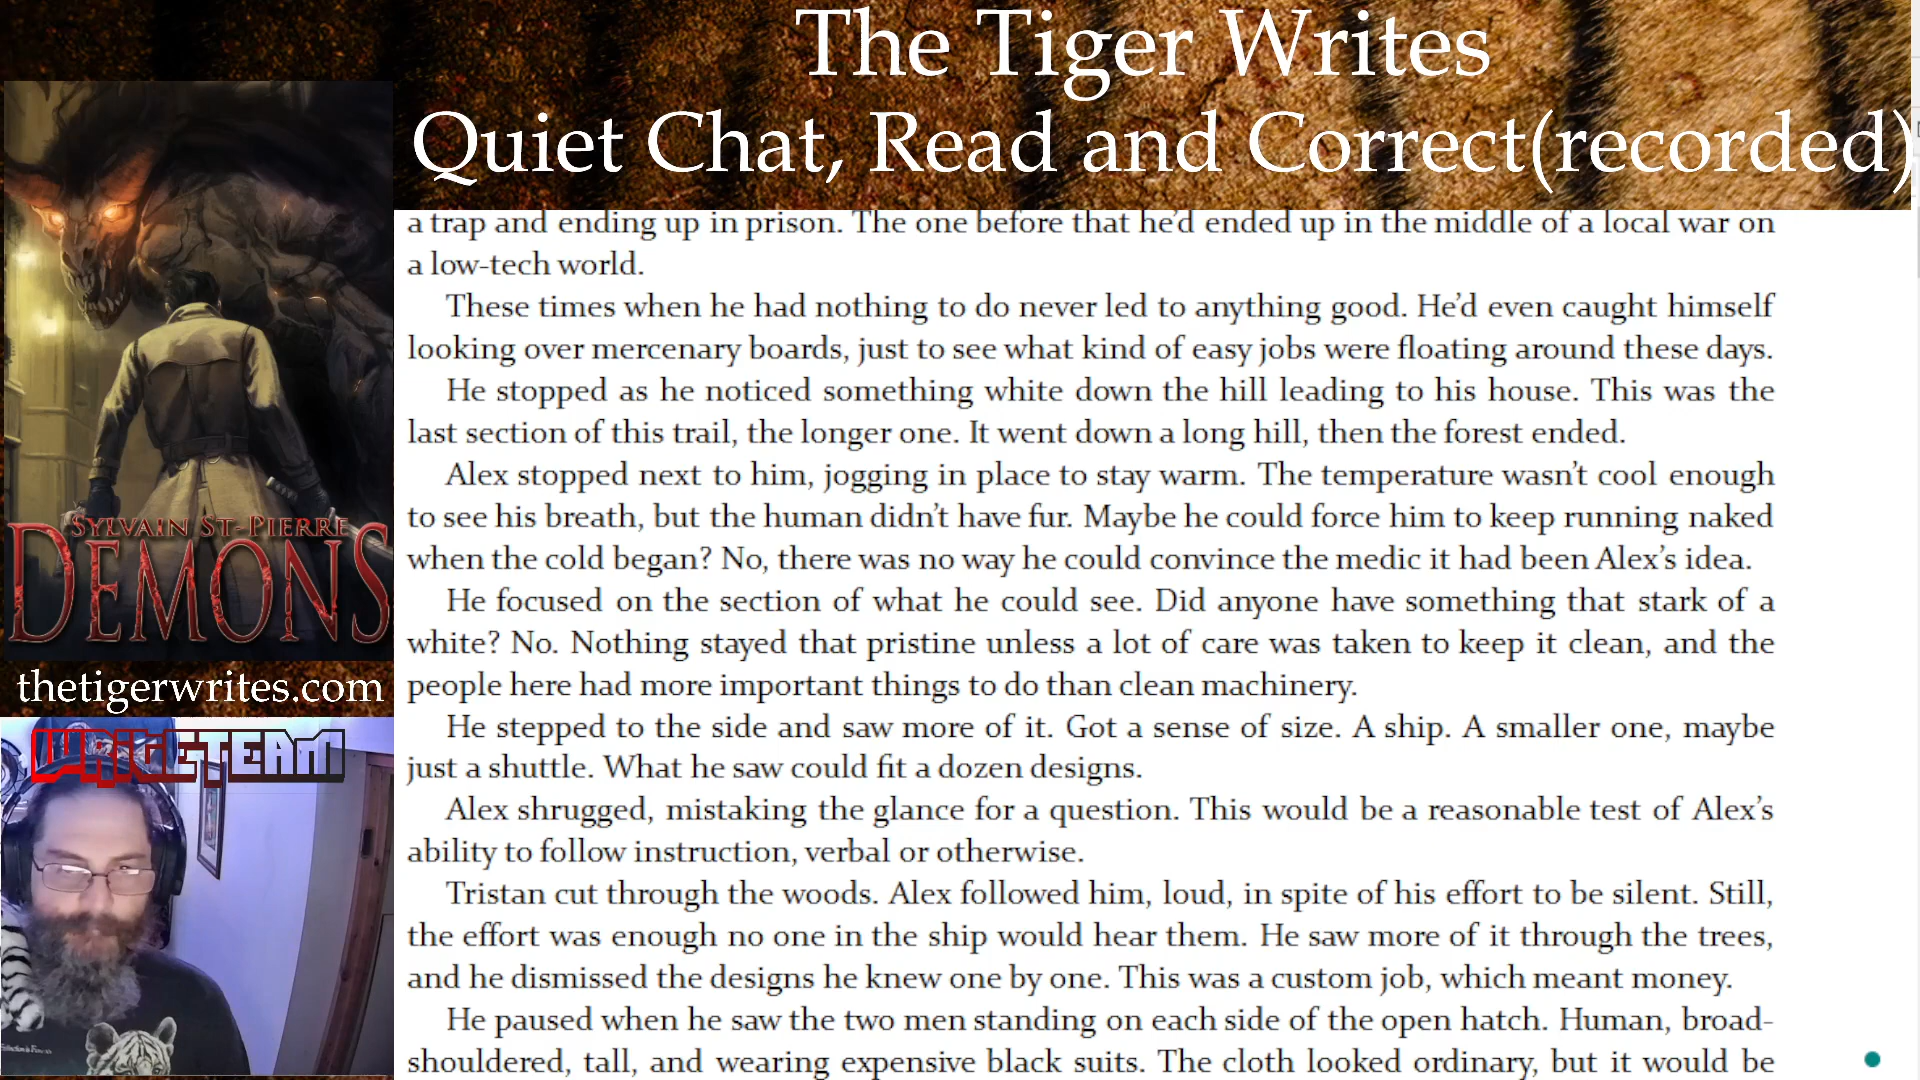 The Tiger Writes
Quiet Chat, Read and Correct(recorded)
a trap and ending up in prison. The one before that he'd ended up in the middle of a local war on
a low-tech world.
These times when he had nothing to do never led to anything good. He'd even caught himself
looking over mercenary boards, just to see what kind of easy jobs were floating around these days.
He stopped as he noticed something white down the hill leading to his house. This was the
last section of this trail, the longer one. It went down a long hill, then the forest ended.
Alex stopped next to him, jogging in place to stay warm. The temperature wasn't cool enough
to see his breath, but the human didn't have fur. Maybe he could force him to keep running naked
when the cold began? No, there was no way he could convince the medic it had been Alex's idea.
He focused on the section of what he could see. Did anyone have something that stark of a
white? No. Nothing stayed that pristine unless a lot of care was taken to keep it clean, and the
people here had more important things to do than clean machinery.
He stepped to the side and saw more of it. Got a sense of size. A ship. A smaller one, maybe
just a shuttle. What he saw could fit a dozen designs.
Alex shrugged, mistaking the glance for a question. This would be a reasonable test of Alex's
ability to follow instruction, verbal or otherwise.
Tristan cut through the woods. Alex followed him, loud, in spite of his effort to be silent. Still,
the effort was enough no one in the ship would hear them. He saw more of it through the trees,
and he dismissed the designs he knew one by one. This was a custom job, which meant money.
He paused when he saw the two men standing on each side of the open hatch. Human, broad-
shouldered, tall, and wearing expensive black suits. The cloth looked ordinary, but it would be
SYLVAIN ST-PIERRE
DEMONS
thetigerwrites.com
WRITETEAM